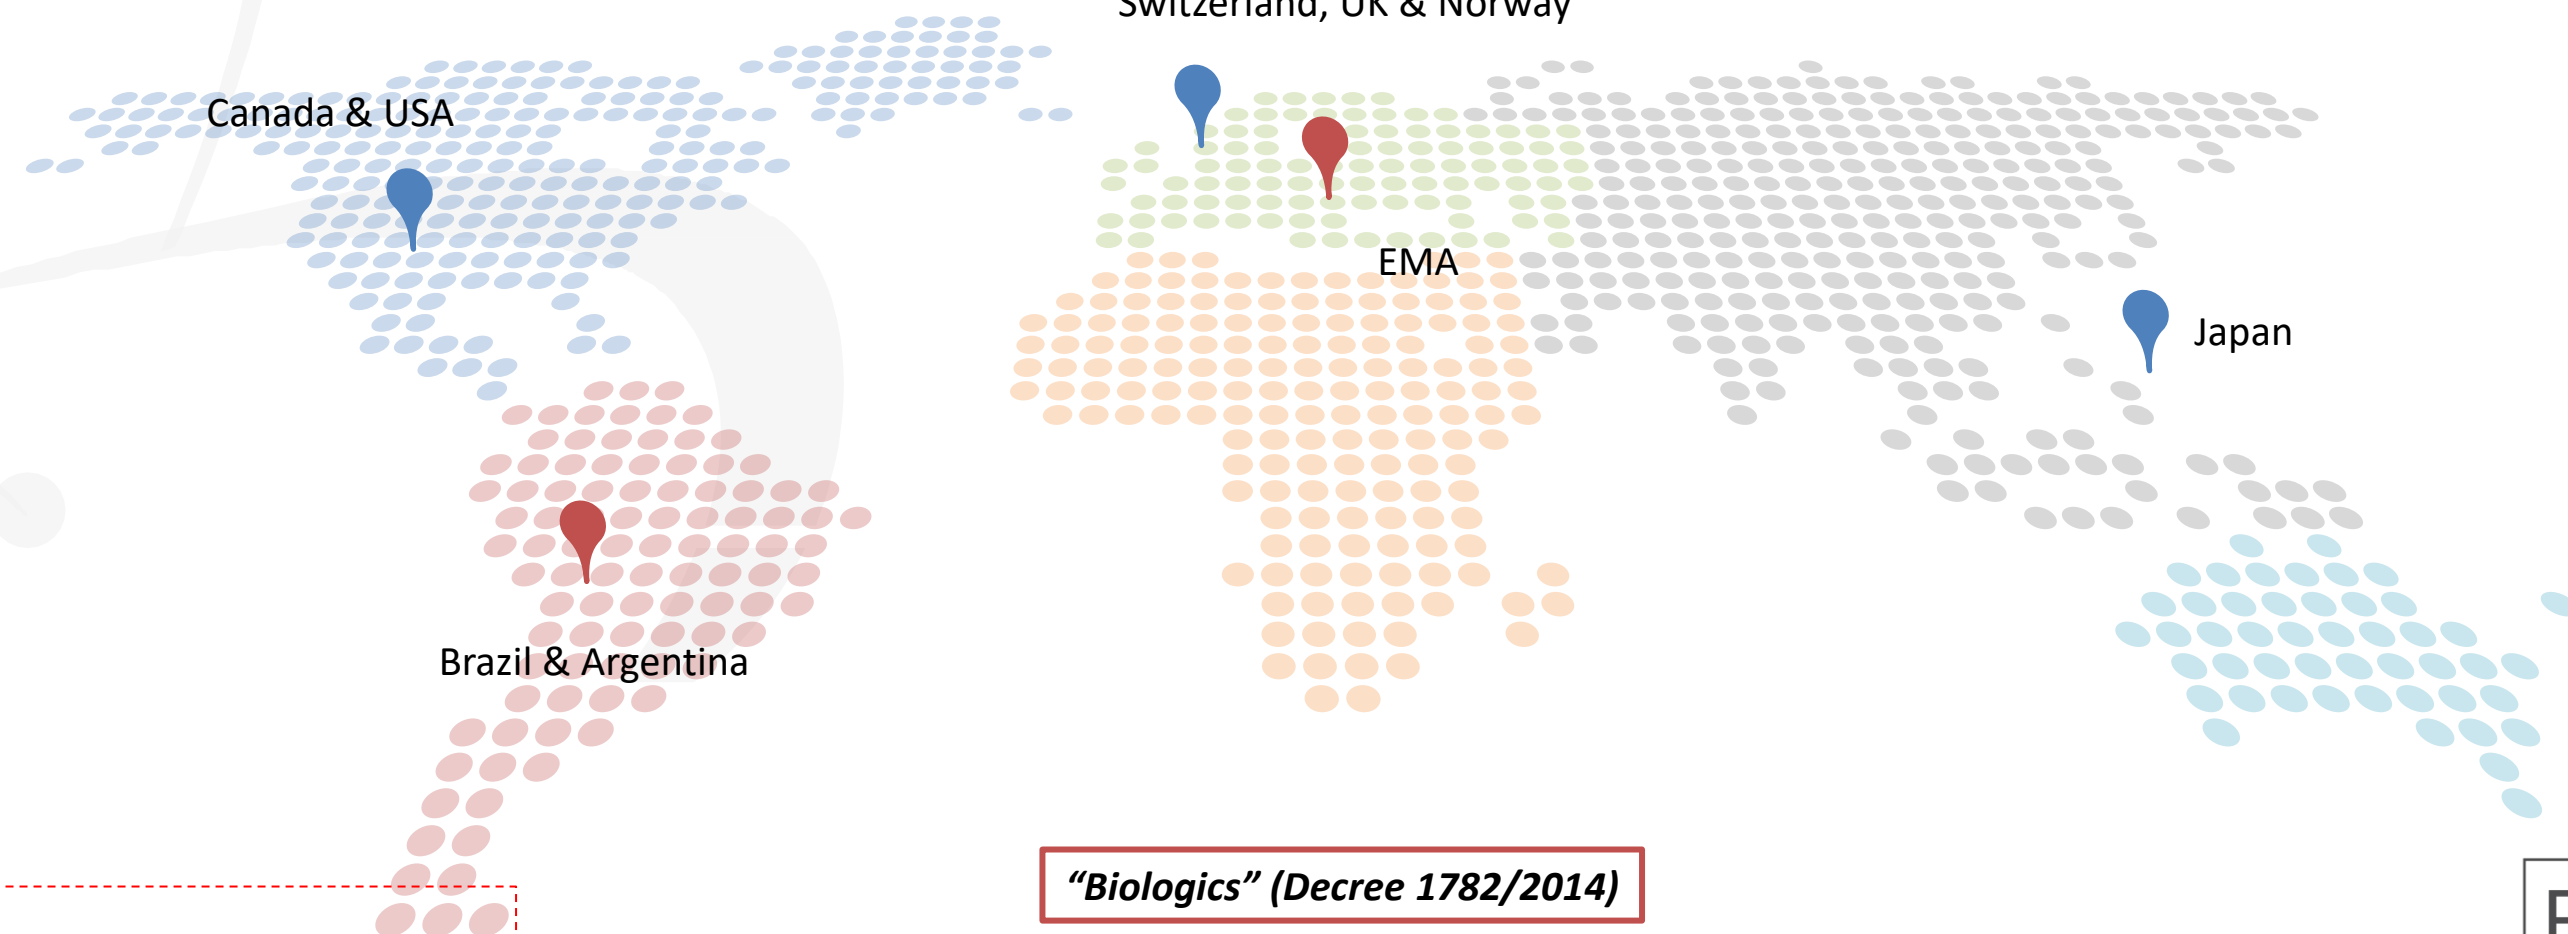 Switzerland, UK & Norway
Canada & USA
EMA
Japan
Brazil & Argentina
“Biologics” (Decree 1782/2014)